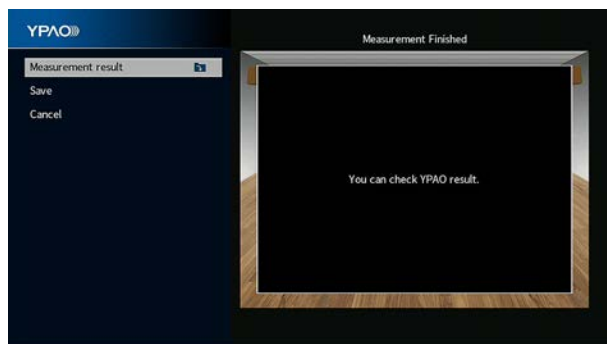 YPAO
Measurement Finished
Measurement result
Save
Cancel
You can check YPAO result.